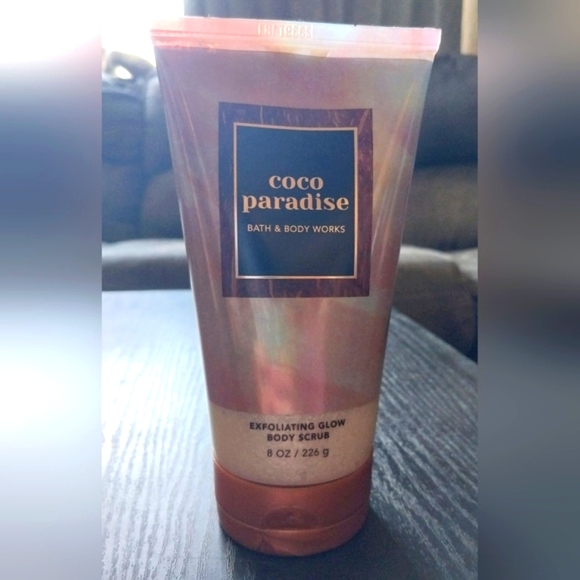 coco
paradise
BATH & BODY WORKS
EXFOLIATING GLOW
BODY SCRUB
8 OZ / 226 g